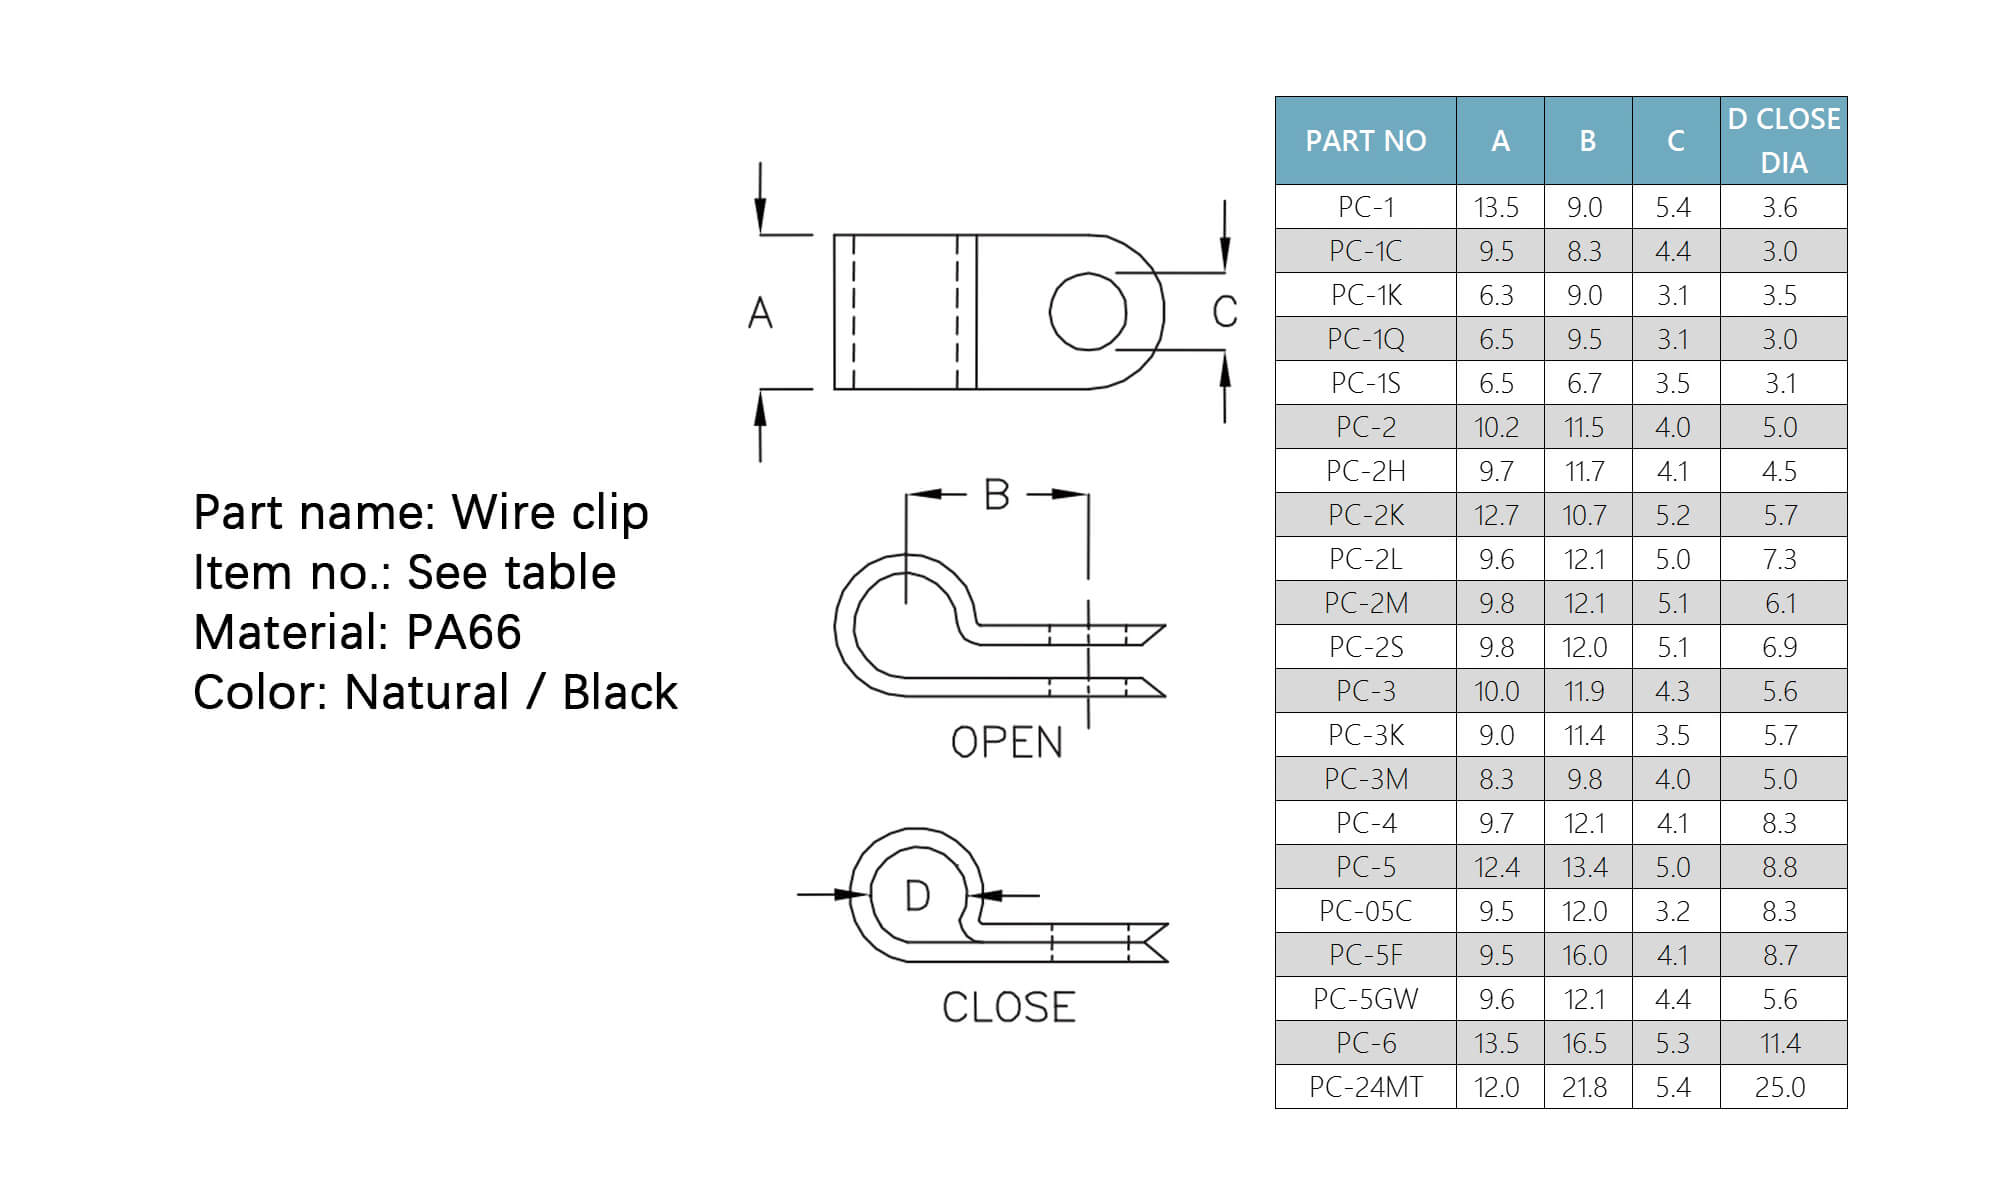 Part name: Wire clip
Item no.: See table
Material: PA66
Color: Natural / Black
A
C
B
OPEN
D
CLOSE
PART NO A B C D CLOSE DIA
PC-1 13.5 9.0 5.4 3.6
PC-1C 9.5 8.3 4.4 3.0
PC-1K 6.3 9.0 3.1 3.5
PC-1Q 6.5 9.5 3.1 3.0
PC-1S 6.5 6.7 3.5 3.1
PC-2 10.2 11.5 4.0 5.0
PC-2H 9.7 11.7 4.1 4.5
PC-2K 12.7 10.7 5.2 5.7
PC-2L 9.6 12.1 5.0 7.3
PC-2M 9.8 12.1 5.1 6.1
PC-2S 9.8 12.0 5.1 6.9
PC-3 10.0 11.9 4.3 5.6
PC-3K 9.0 11.4 3.5 5.7
PC-3M 8.3 9.8 4.0 5.0
PC-4 9.7 12.1 4.1 8.3
PC-5 12.4 13.4 5.0 8.8
PC-05C 9.5 12.0 3.2 8.3
PC-5F 9.5 16.0 4.1 8.7
PC-5GW 9.6 12.1 4.4 5.6
PC-6 13.5 16.5 5.3 11.4
PC-24MT 12.0 21.8 5.4 25.0